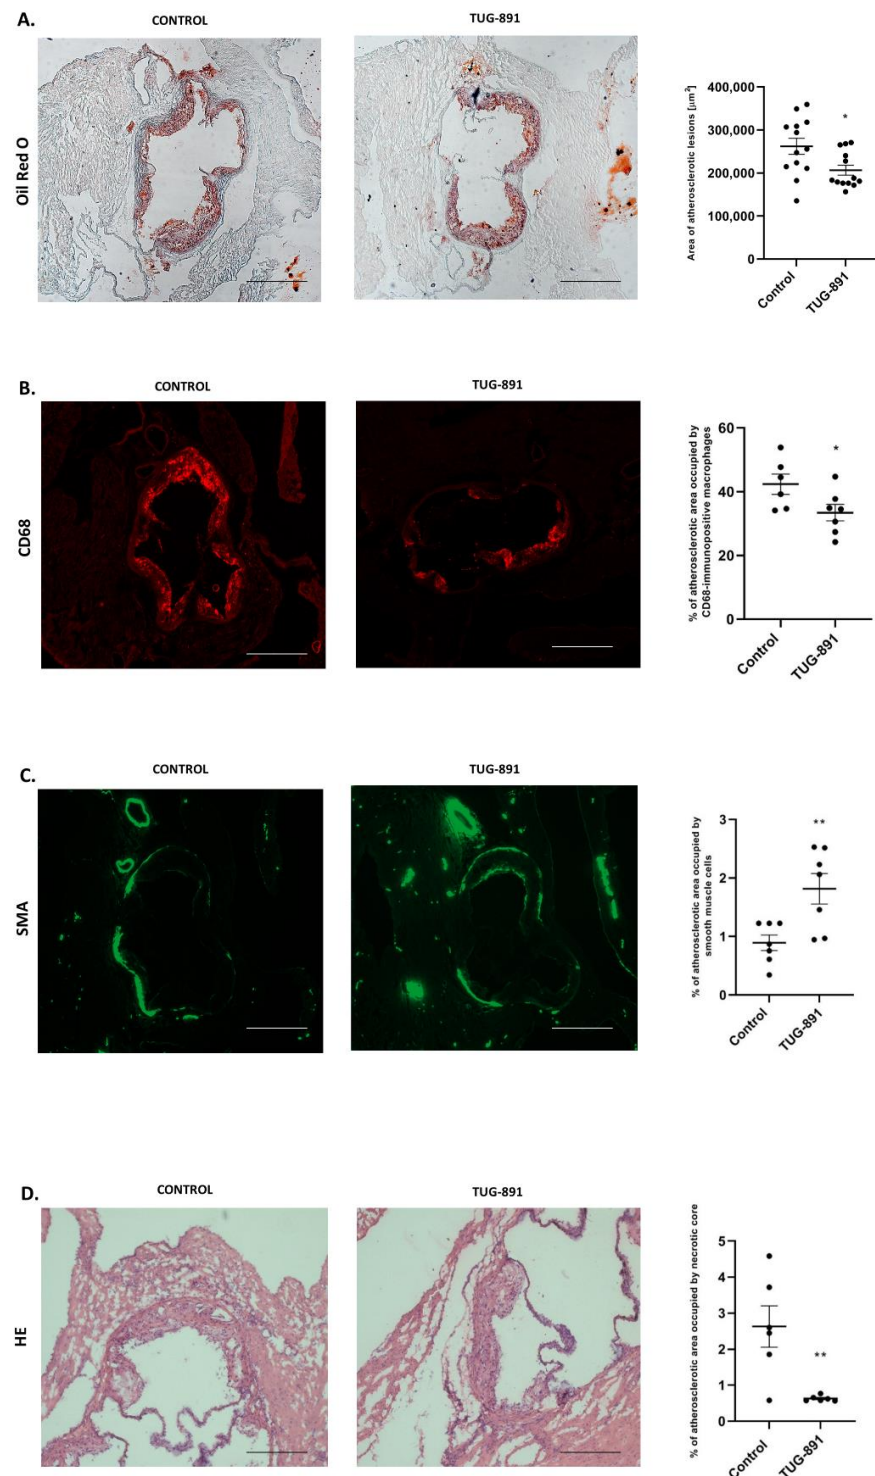 A.
CONTROL
TUG-891
Oil Red O
Area of atherosclerotic lesions [µm²]
400,000
300,000
200,000
100,000
0
*
Control
TUG-891
B.
CONTROL
TUG-891
CD68
% of atherosclerotic area occupied by
CD68-immunopositive macrophages
60
40
20
0
*
Control
TUG-891
C.
CONTROL
TUG-891
SMA
% of atherosclerotic area occupied by
smooth muscle cells
3
2
1
0
**
Control
TUG-891
D.
CONTROL
TUG-891
HE
% of atherosclerotic area occupied by necrotic core
5
4
3
2
1
0
**
Control
TUG-891